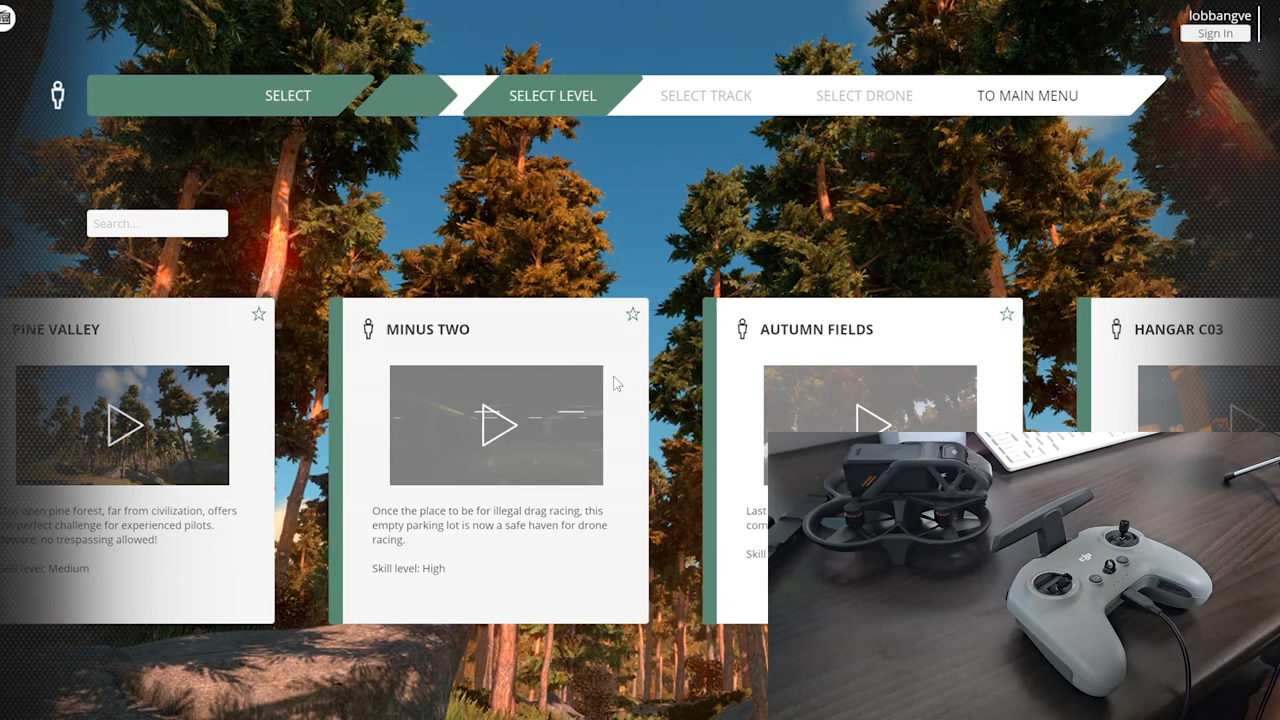 lobbangve
Sign In
SELECT
SELECT LEVEL
SELECT TRACK
SELECT DRONE
TO MAIN MENU
Search...
PINE VALLEY
open pine forest, far from civilization, offers
perfect challenge for experienced pilots.
no trespassing allowed!
level: Medium
MINUS TWO
Once the place to be for illegal drag racing, this
empty parking lot is now a safe haven for drone
racing.
Skill level: High
AUTUMN FIELDS
Last
Skill
HANGAR C03
dji